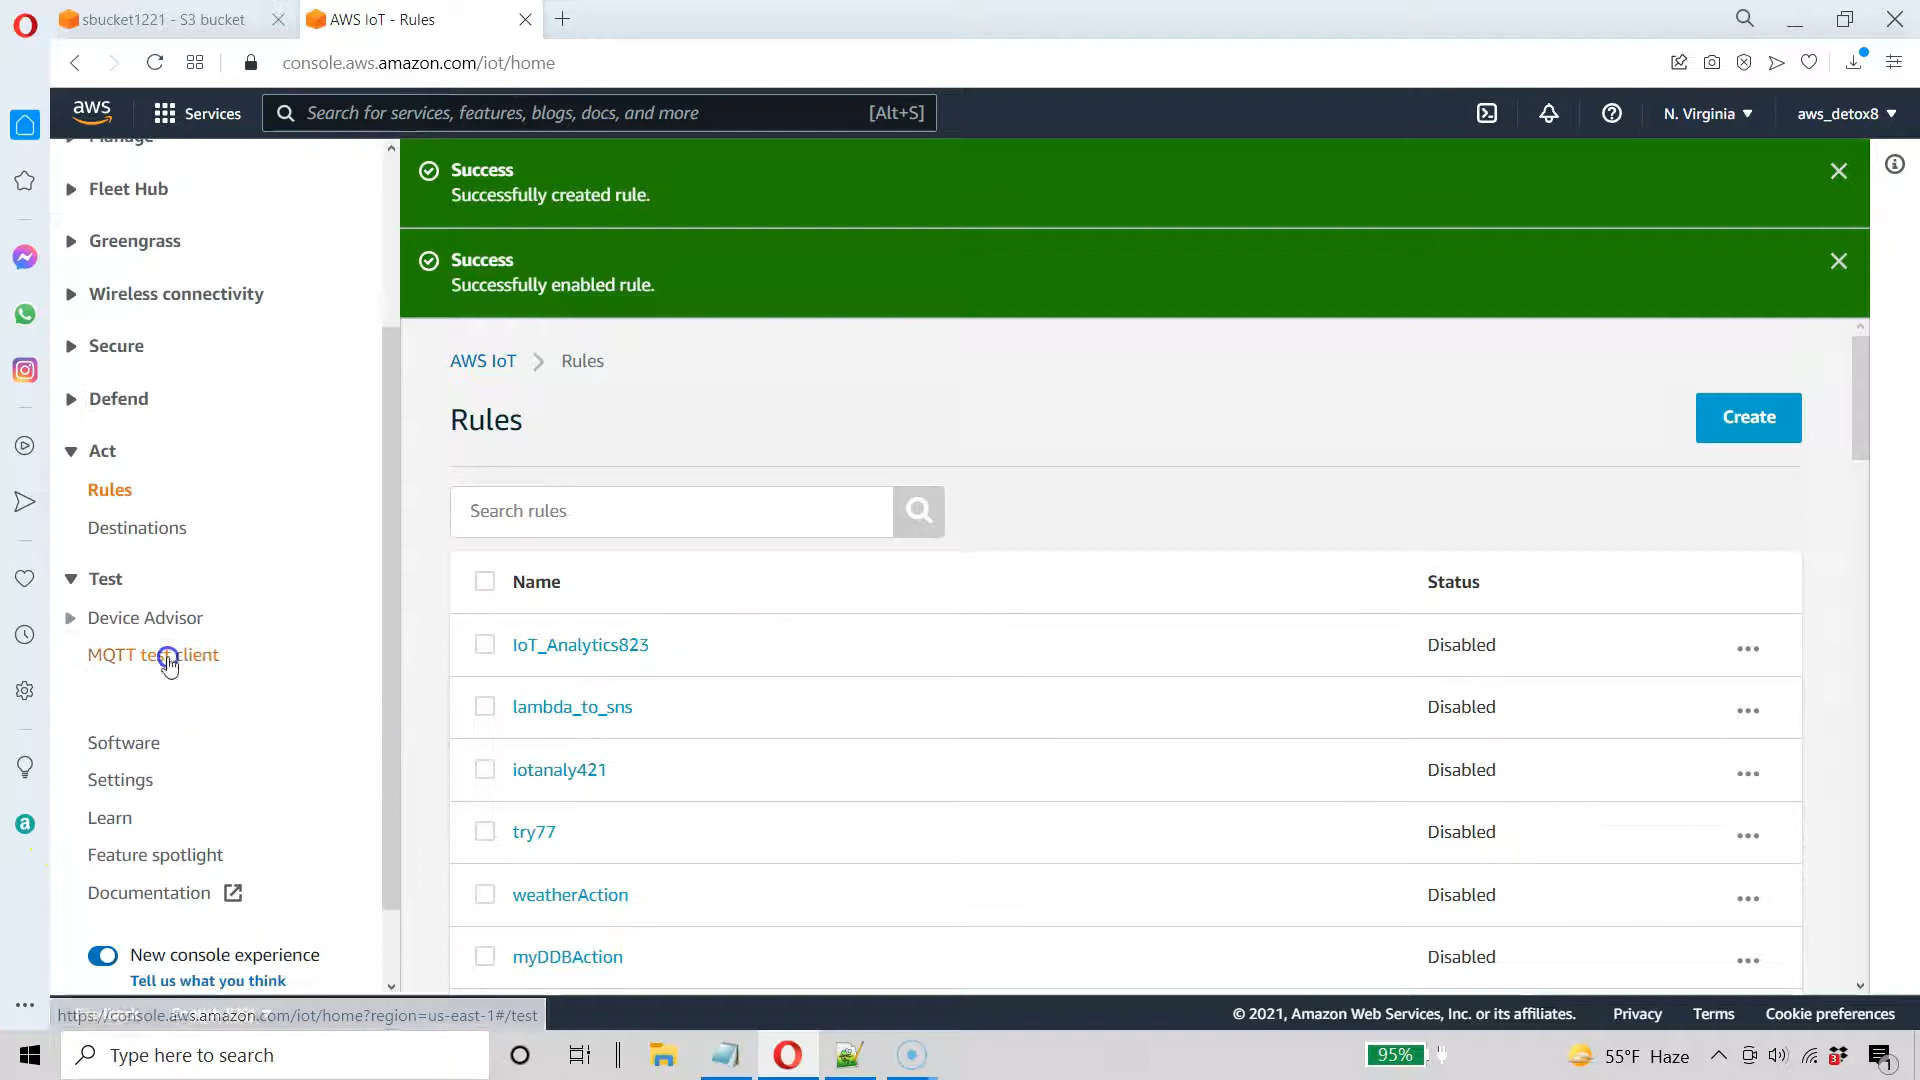 sbucket1221 - S3 bucket
AWS IoT - Rules
console.aws.amazon.com/iot/home
aws
Services
Search for services, features, blogs, docs, and more
[Alt+S]
N. Virginia
aws_detox8
Manage
Fleet Hub
Greengrass
Wireless connectivity
Secure
Defend
Act
Rules
Destinations
Test
Device Advisor
MQTT test client
Software
Settings
Learn
Feature spotlight
Documentation
New console experience
Tell us what you think
Success
Successfully created rule.
Success
Successfully enabled rule.
AWS IoT
Rules
Rules
Create
Search rules
Name
Status
IoT_Analytics823
Disabled
lambda_to_sns
Disabled
iotanaly421
Disabled
try77
Disabled
weatherAction
Disabled
myDDBAction
Disabled
https://console.aws.amazon.com/iot/home?region=us-east-1#/test
© 2021, Amazon Web Services, Inc. or its affiliates.
Privacy
Terms
Cookie preferences
Type here to search
95%
55°F Haze
3
1